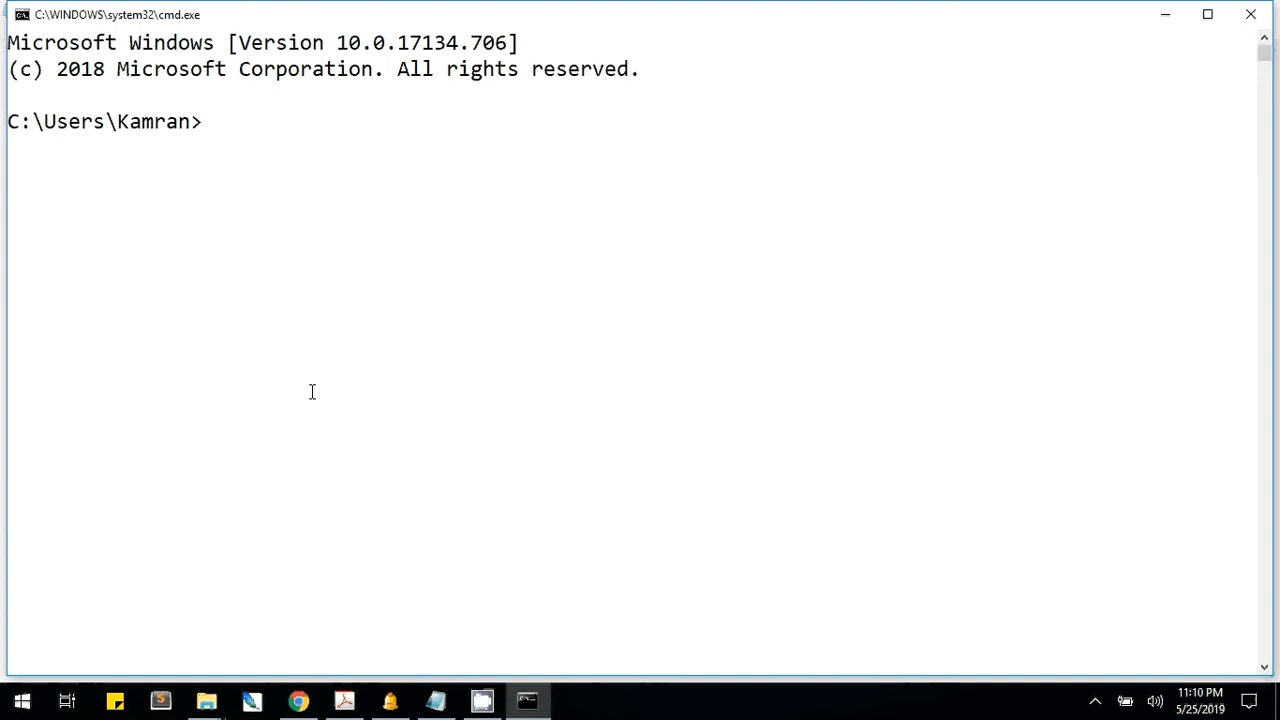 C:\WINDOWS\system32\cmd.exe
Microsoft Windows [Version 10.0.17134.706]
(c) 2018 Microsoft Corporation. All rights reserved.
C:\Users\Kamran>
11:10 PM
5/25/2019